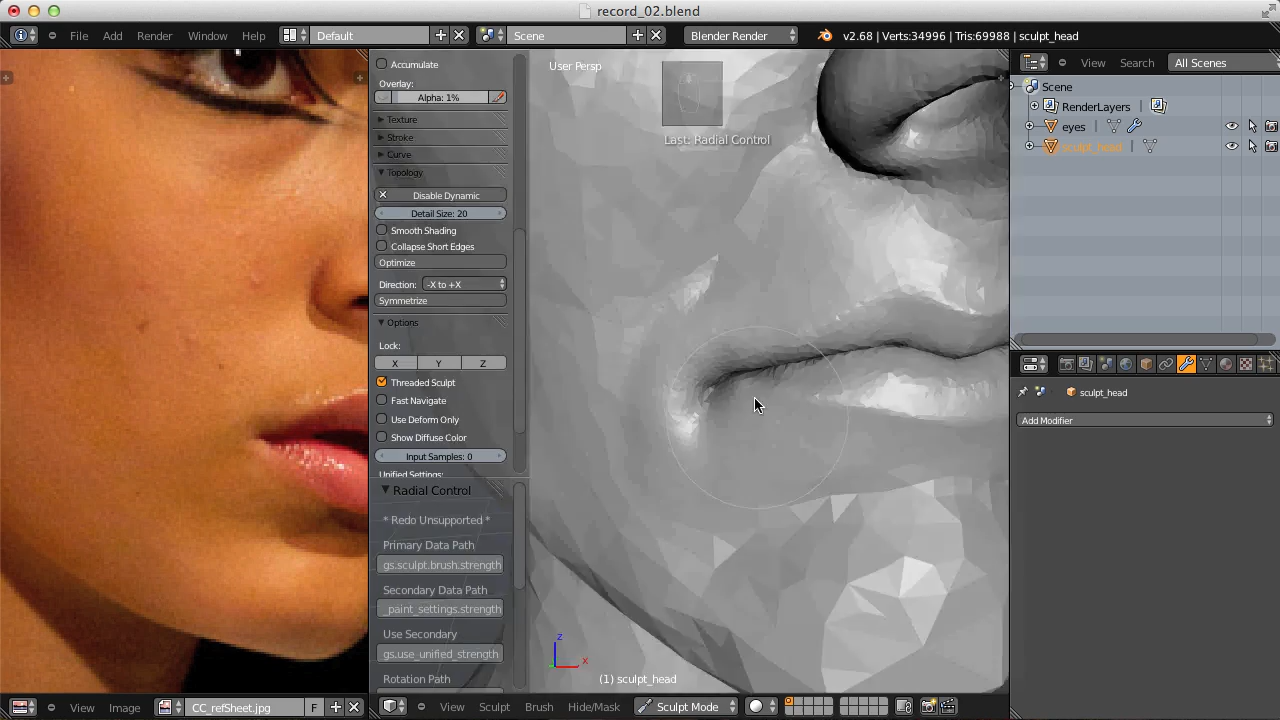 record_02.blend
File Add Render Window Help
Default
Scene
Blender Render
v2.68 | Verts:34996 | Tris:69988 | sculpt_head
Accumulate
Overlay:
Alpha: 1%
Texture
Stroke
Curve
Topology
Disable Dynamic
Detail Size: 20
Smooth Shading
Collapse Short Edges
Optimize
Direction: -X to +X
Symmetrize
Options
Lock:
X Y Z
Threaded Sculpt
Fast Navigate
Use Deform Only
Show Diffuse Color
Input Samples: 0
Unified Settings:
Radial Control
* Redo Unsupported *
Primary Data Path
gs.sculpt.brush.strength
Secondary Data Path
_paint_settings.strength
Use Secondary
gs.use_unified_strength
Rotation Path
User Persp
Last: Radial Control
z
x
(1) sculpt_head
View Search All Scenes
Scene
RenderLayers |
eyes |
sculpt_head |
sculpt_head
Add Modifier
View Image CC_refSheet.jpg F
View Sculpt Brush Hide/Mask Sculpt Mode